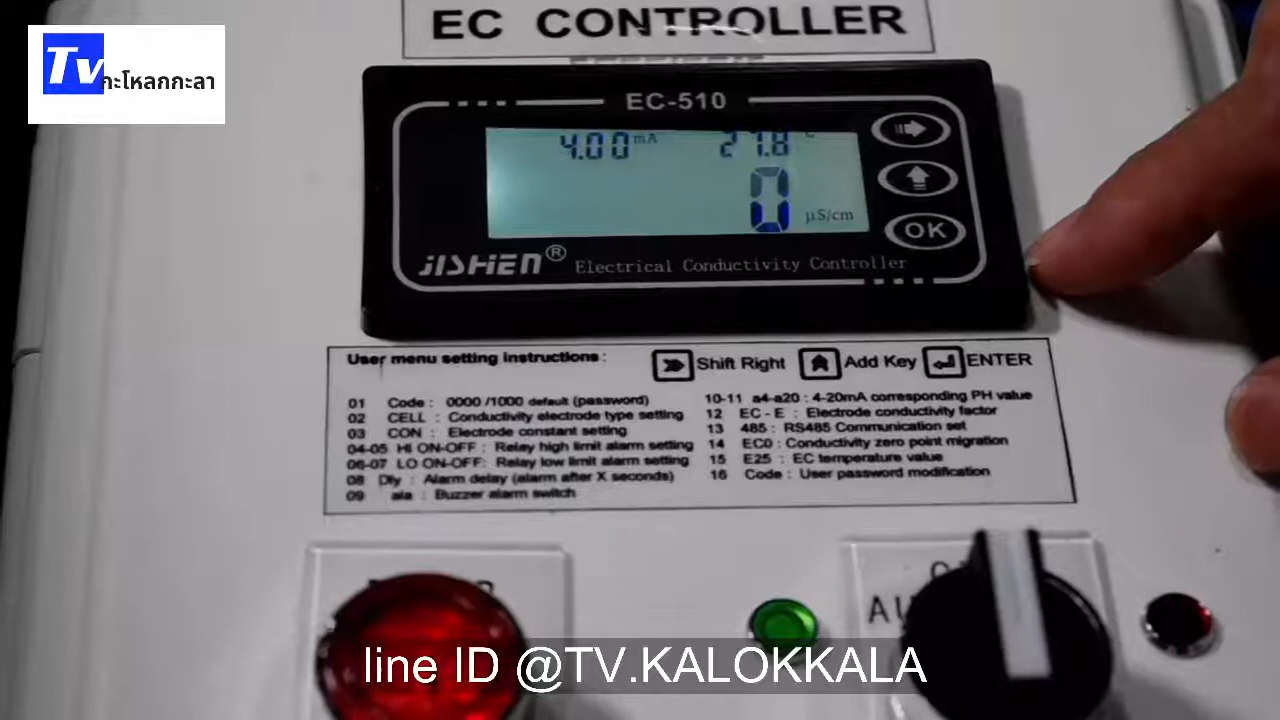 EC CONTROLLER
Tv กะโหลกกะลา
EC-510
4.00 mA 27.8 °C
0 µS/cm
OK
JISHEN®
Electrical Conductivity Controller
User menu setting instructions: Shift Right Add Key ENTER
01 Code: 0000 /1000 default (password)
02 CELL: Conductivity electrode type setting
03 CON: Electrode constant setting
04-05 HI ON-OFF: Relay high limit alarm setting
06-07 LO ON-OFF: Relay low limit alarm setting
08 Dly: Alarm delay (alarm after X seconds)
09 ala: Buzzer alarm switch
10-11 a4-a20: 4-20mA corresponding PH value
12 EC-E: Electrode conductivity factor
13 485: RS485 Communication set
14 EC0: Conductivity zero point migration
15 E25: EC temperature value
16 Code: User password modification
line ID @TV.KALOKKALA